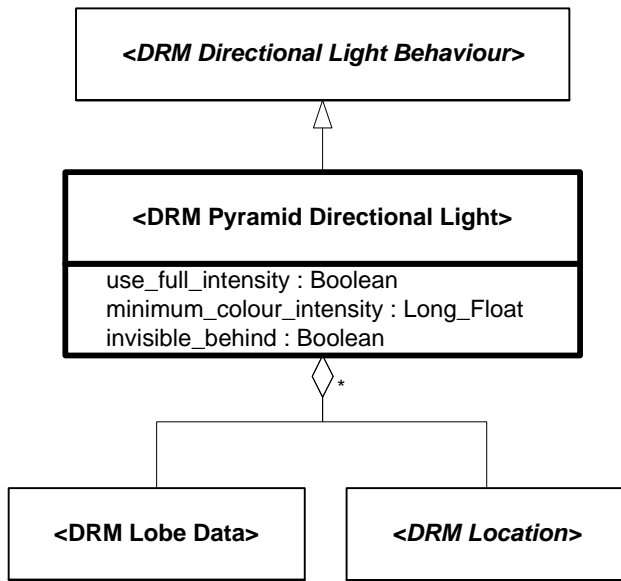 <DRM Directional Light Behaviour>
<DRM Pyramid Directional Light>
use_full_intensity : Boolean
minimum_colour_intensity : Long_Float
invisible_behind : Boolean
*
<DRM Lobe Data>
<DRM Location>